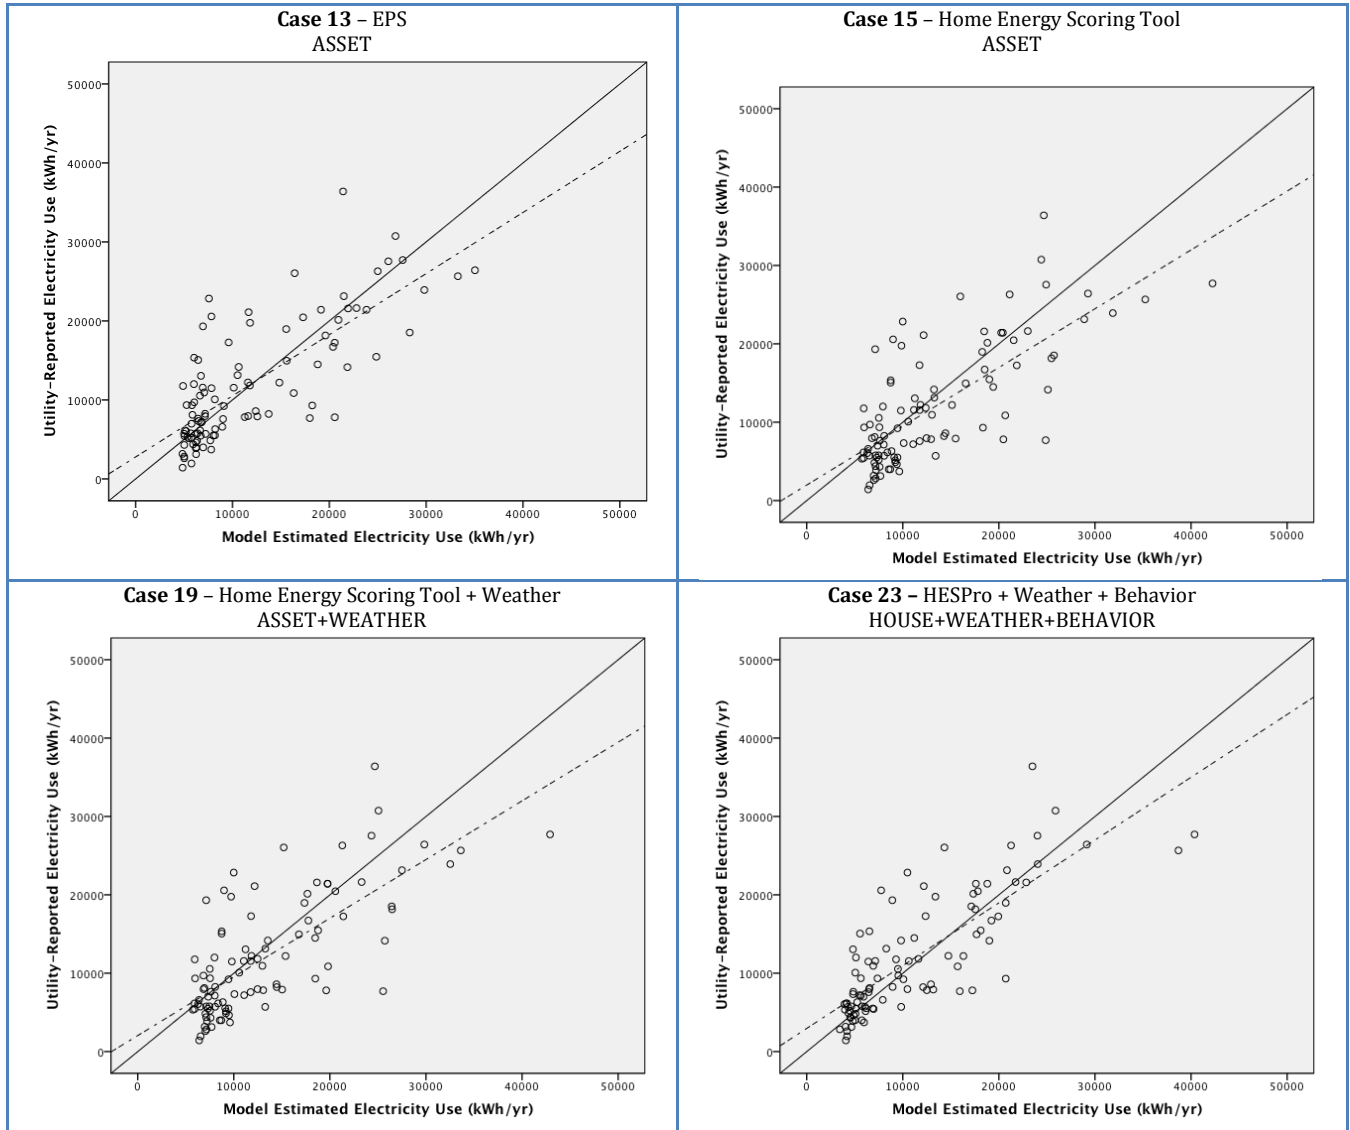 Case 13 – EPS
ASSET
50000
40000
30000
20000
10000
0
Utility–Reported Electricity Use (kWh/yr)
0 10000 20000 30000 40000 50000
Model Estimated Electricity Use (kWh/yr)
Case 15 – Home Energy Scoring Tool
ASSET
50000
40000
30000
20000
10000
0
Utility–Reported Electricity Use (kWh/yr)
0 10000 20000 30000 40000 50000
Model Estimated Electricity Use (kWh/yr)
Case 19 – Home Energy Scoring Tool + Weather
ASSET+WEATHER
50000
40000
30000
20000
10000
0
Utility–Reported Electricity Use (kWh/yr)
0 10000 20000 30000 40000 50000
Model Estimated Electricity Use (kWh/yr)
Case 23 – HESPro + Weather + Behavior
HOUSE+WEATHER+BEHAVIOR
50000
40000
30000
20000
10000
0
Utility–Reported Electricity Use (kWh/yr)
0 10000 20000 30000 40000 50000
Model Estimated Electricity Use (kWh/yr)